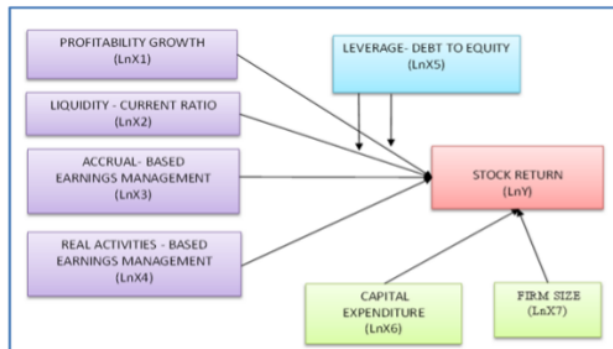 PROFITABILITY GROWTH
(LnX1)
LEVERAGE- DEBT TO EQUITY
(LnX5)
LIQUIDITY - CURRENT RATIO
(LnX2)
ACCRUAL- BASED
EARNINGS MANAGEMENT
(LnX3)
STOCK RETURN
(LnY)
REAL ACTIVITIES - BASED
EARNINGS MANAGEMENT
(LnX4)
CAPITAL
EXPENDITURE
(LnX6)
FIRM SIZE
(LnX7)